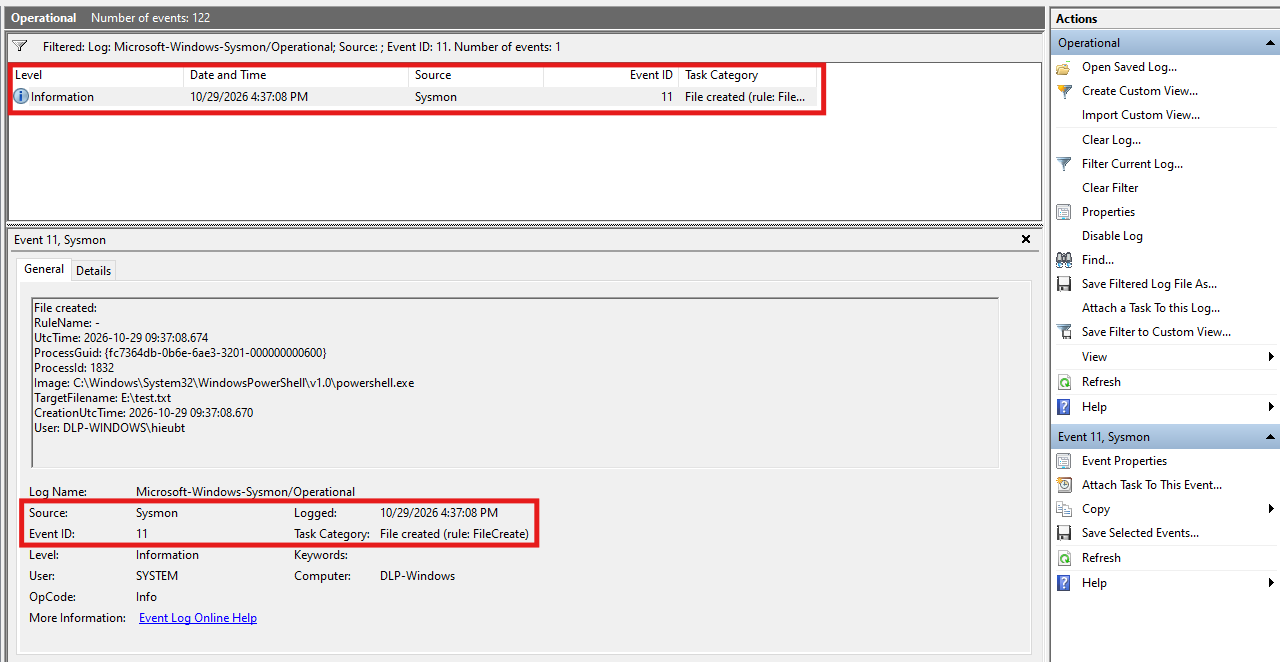 Operational Number of events: 122
Filtered: Log: Microsoft-Windows-Sysmon/Operational; Source: ; Event ID: 11. Number of events: 1
Level Date and Time Source Event ID Task Category
Information 10/29/2026 4:37:08 PM Sysmon 11 File created (rule: File...
Event 11, Sysmon
General Details
File created:
RuleName: -
UtcTime: 2026-10-29 09:37:08.674
ProcessGuid: {fc7364db-0b6e-6ae3-3201-000000000600}
ProcessId: 1832
Image: C:\Windows\System32\WindowsPowerShell\v1.0\powershell.exe
TargetFilename: E:\test.txt
CreationUtcTime: 2026-10-29 09:37:08.670
User: DLP-WINDOWS\hieubt
Log Name: Microsoft-Windows-Sysmon/Operational
Source: Sysmon Logged: 10/29/2026 4:37:08 PM
Event ID: 11 Task Category: File created (rule: FileCreate)
Level: Information Keywords:
User: SYSTEM Computer: DLP-Windows
OpCode: Info
More Information: Event Log Online Help
Actions
Operational
Open Saved Log...
Create Custom View...
Import Custom View...
Clear Log...
Filter Current Log...
Clear Filter
Properties
Disable Log
Find...
Save Filtered Log File As...
Attach a Task To this Log...
Save Filter to Custom View...
View
Refresh
Help
Event 11, Sysmon
Event Properties
Attach Task To This Event...
Copy
Save Selected Events...
Refresh
Help